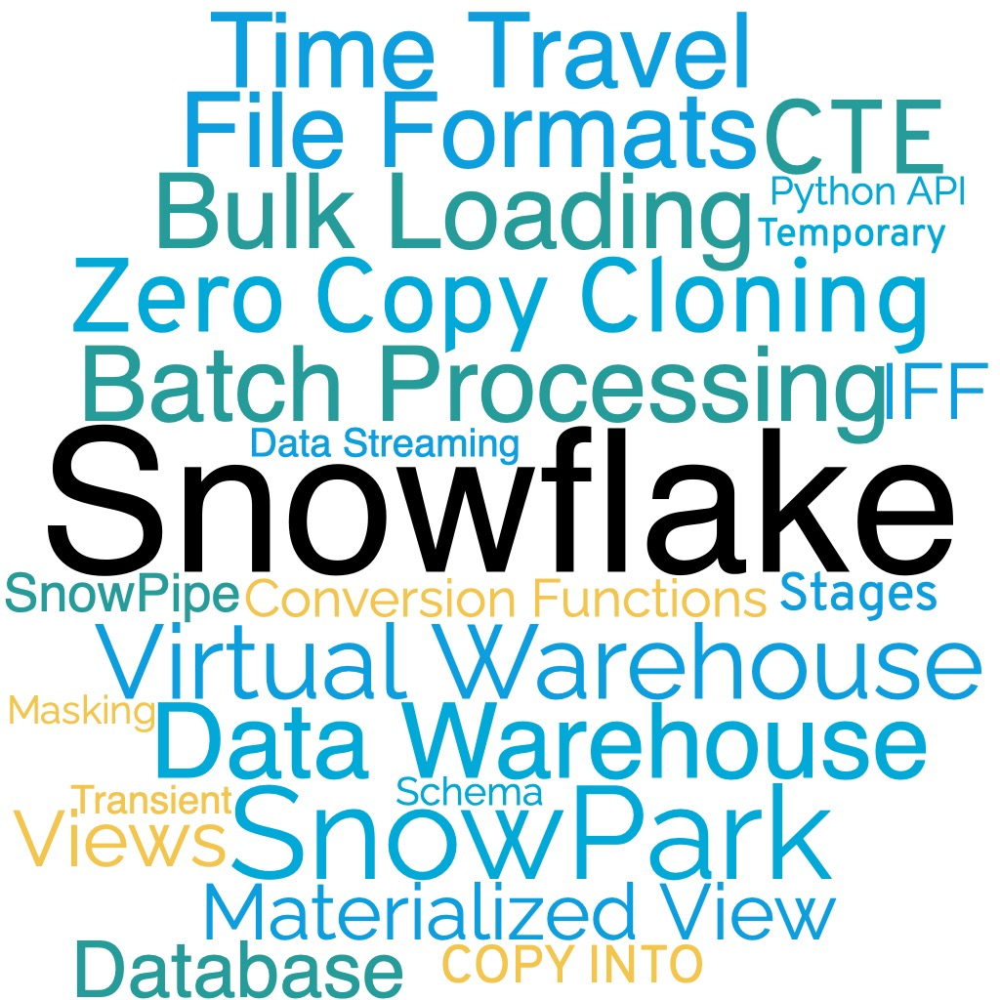 Time Travel
File Formats
CTE
Python API
Bulk Loading
Temporary
Zero Copy Cloning
Batch Processing
IFF
Data Streaming
Snowflake
SnowPipe
Conversion Functions
Stages
Virtual Warehouse
Masking
Data Warehouse
Transient
Schema
Views
SnowPark
Materialized View
Database
COPY INTO